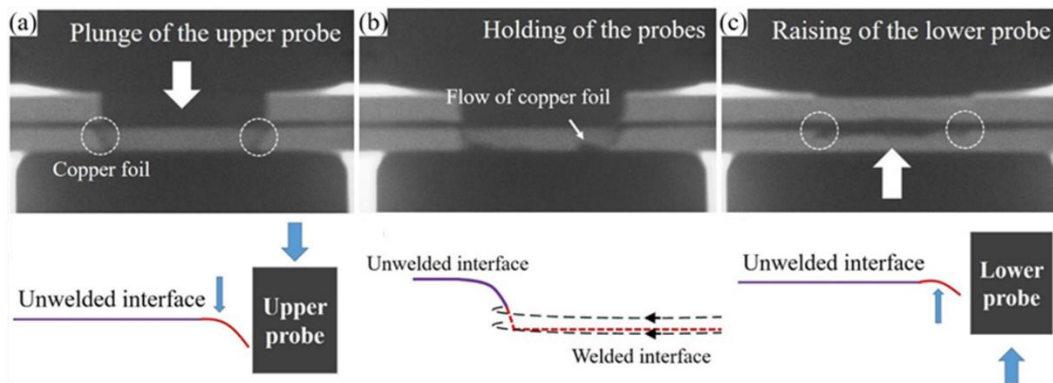 (a)
Plunge of the upper probe
Copper foil
(b)
Holding of the probes
Flow of copper foil
(c)
Raising of the lower probe
Unwelded interface
Upper
probe
Unwelded interface
Welded interface
Unwelded interface
Lower
probe